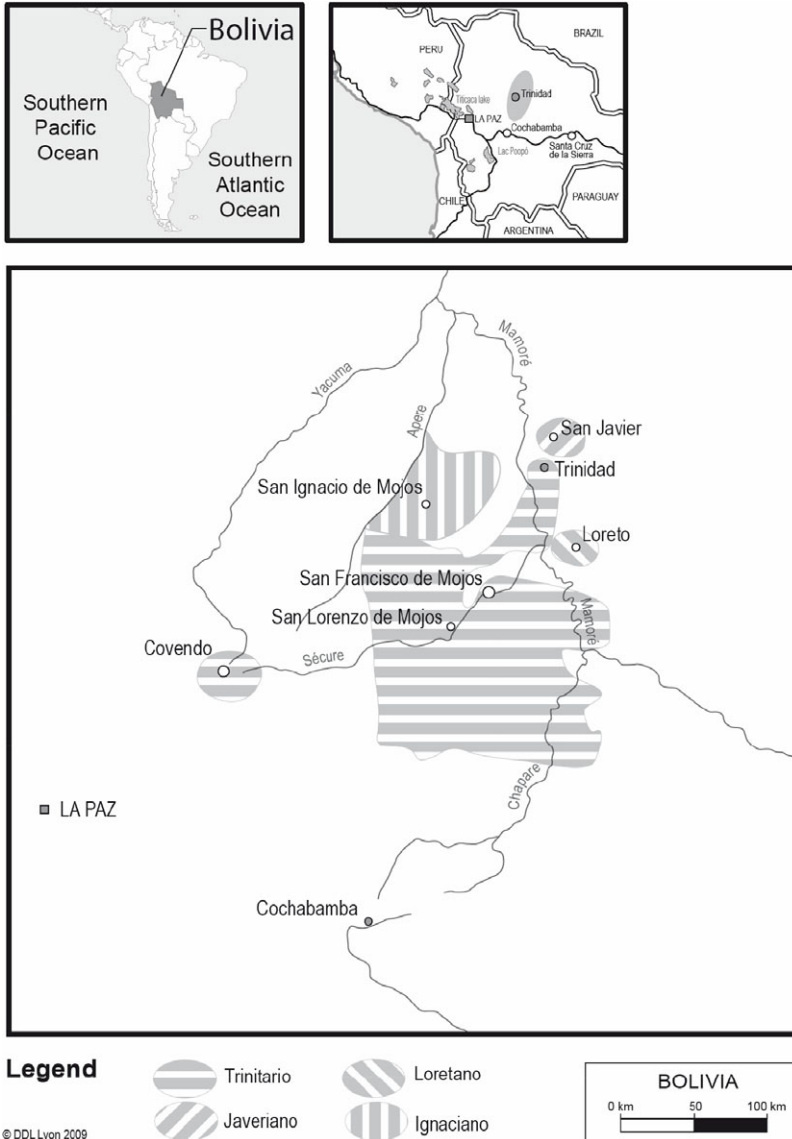 Bolivia
Southern
Pacific
Ocean
Southern
Atlantic
Ocean
PERU
BRAZIL
Trinidad
Titicaca lake
LA PAZ
Cochabamba
Santa Cruz
de la Sierra
Lac Poopó
CHILE
PARAGUAY
ARGENTINA
Mamoré
Yacuma
Apere
San Javier
Trinidad
San Ignacio de Mojos
Loreto
San Francisco de Mojos
Mamoré
San Lorenzo de Mojos
Covendo
Sécure
Chapare
LA PAZ
Cochabamba
Legend
Trinitario
Loretano
Javeriano
Ignaciano
BOLIVIA
0 km 50 100 km
© DDL Lyon 2009